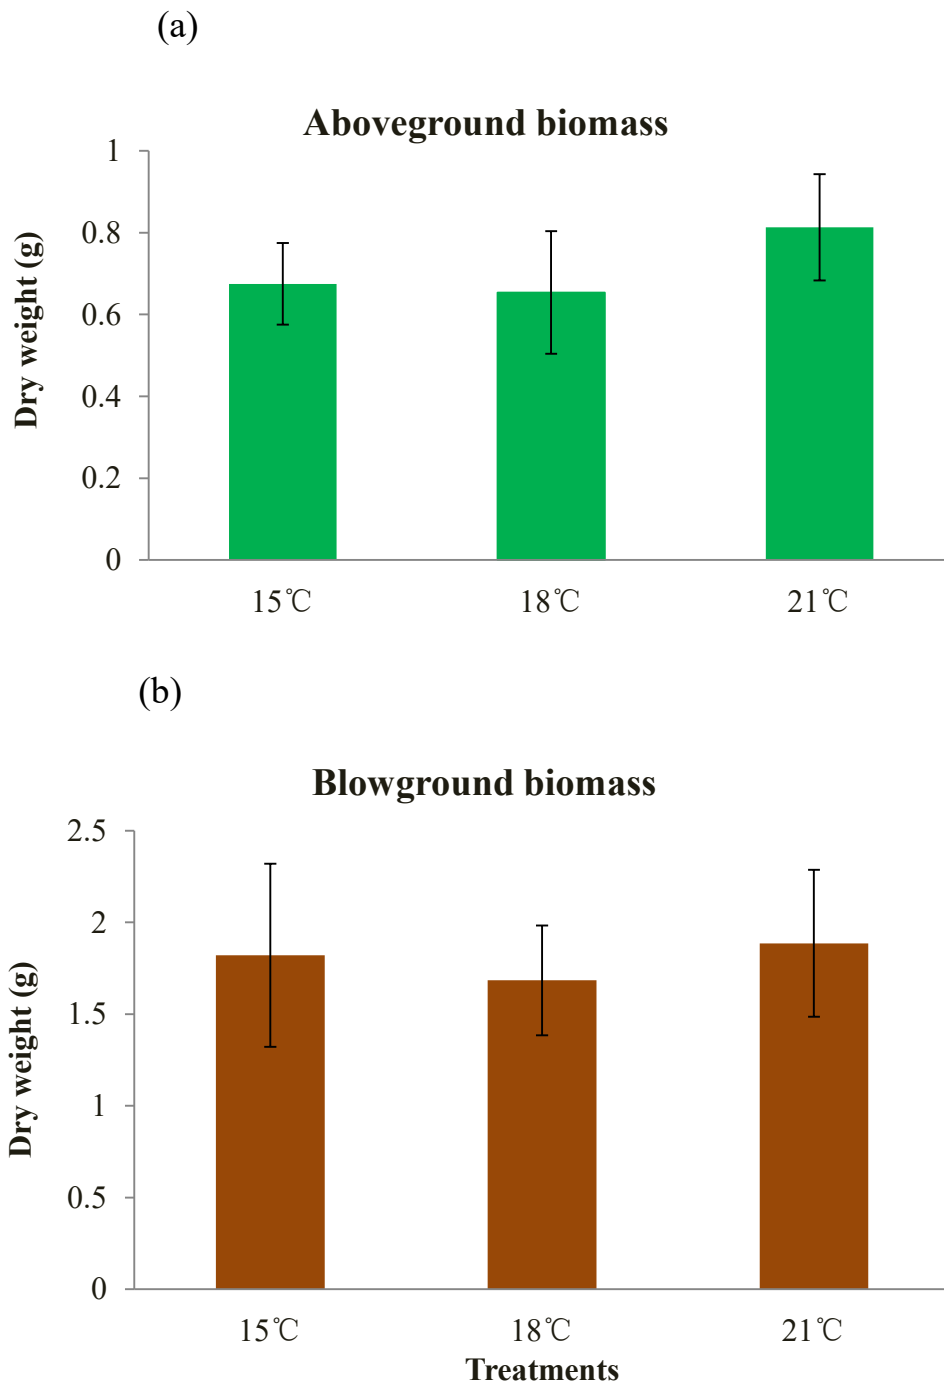 (a)
Aboveground biomass
Dry weight (g)
1
0.8
0.6
0.4
0.2
0
15℃ 18℃ 21℃
(b)
Blowground biomass
Dry weight (g)
2.5
2
1.5
1
0.5
0
15℃ 18℃ 21℃
Treatments